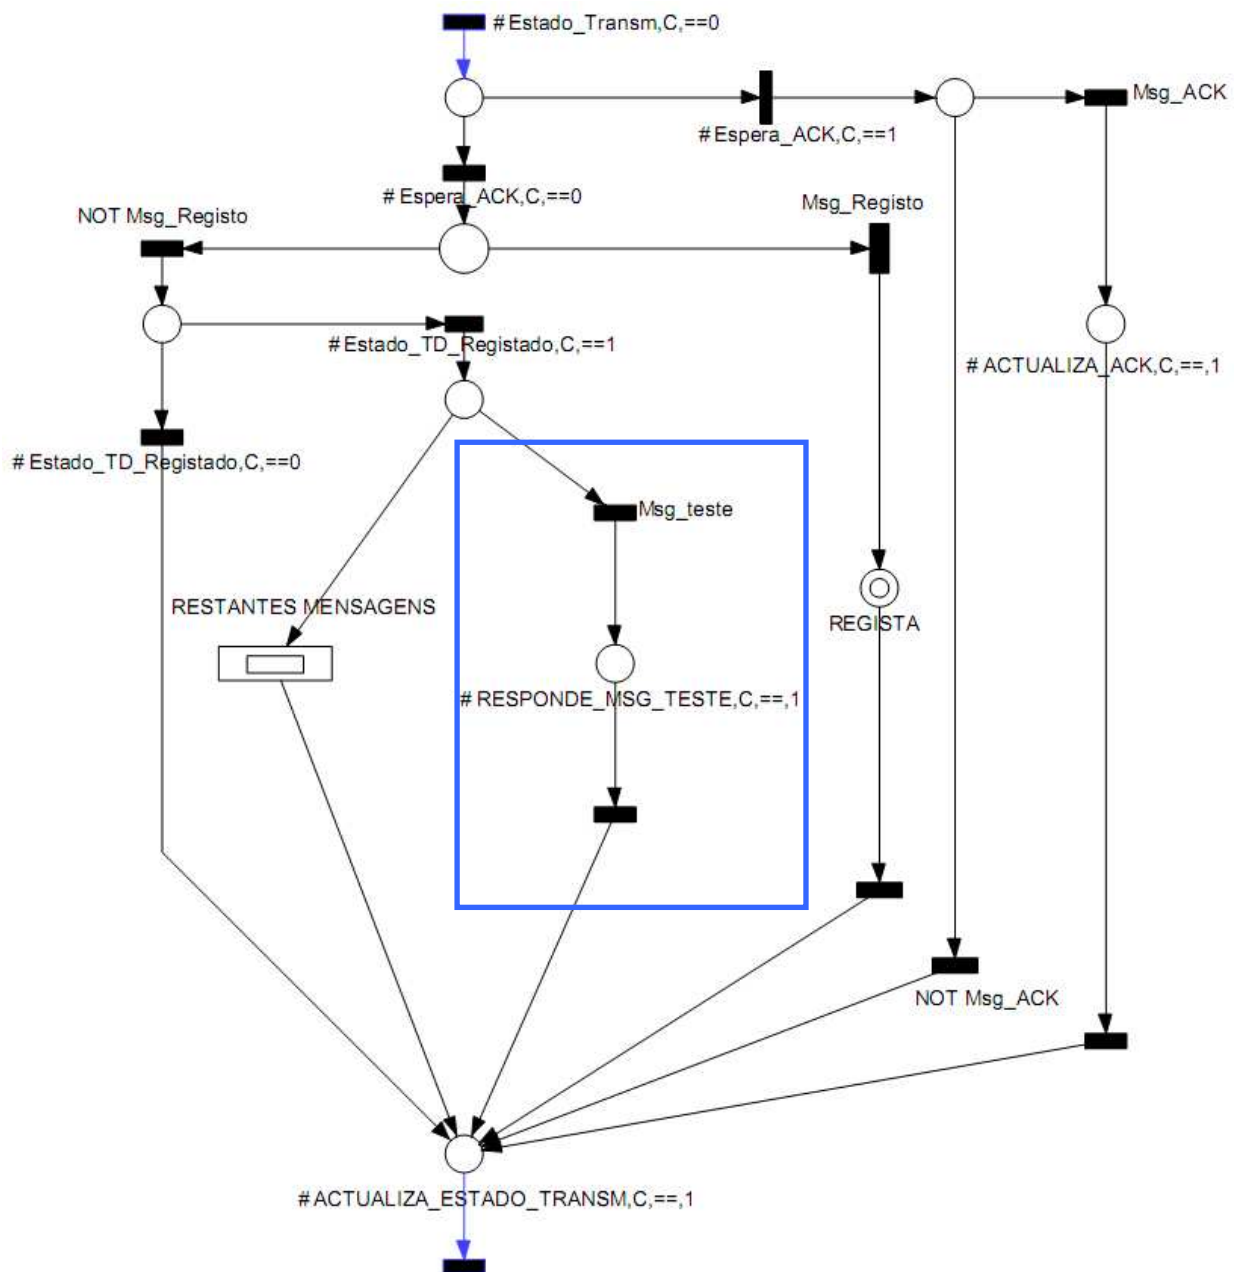 # Estado_Transm,C,==0
Msg_ACK
# Espera_ACK,C,==1
# Espera_ACK,C,==0
Msg_Registo
NOT Msg_Registo
# Estado_TD_Registado,C,==1
# ACTUALIZA_ACK,C,==,1
# Estado_TD_Registado,C,==0
Msg_teste
RESTANTES MENSAGENS
REGISTA
# RESPONDE_MSG_TESTE,C,==,1
NOT Msg_ACK
# ACTUALIZA_ESTADO_TRANSM,C,==,1